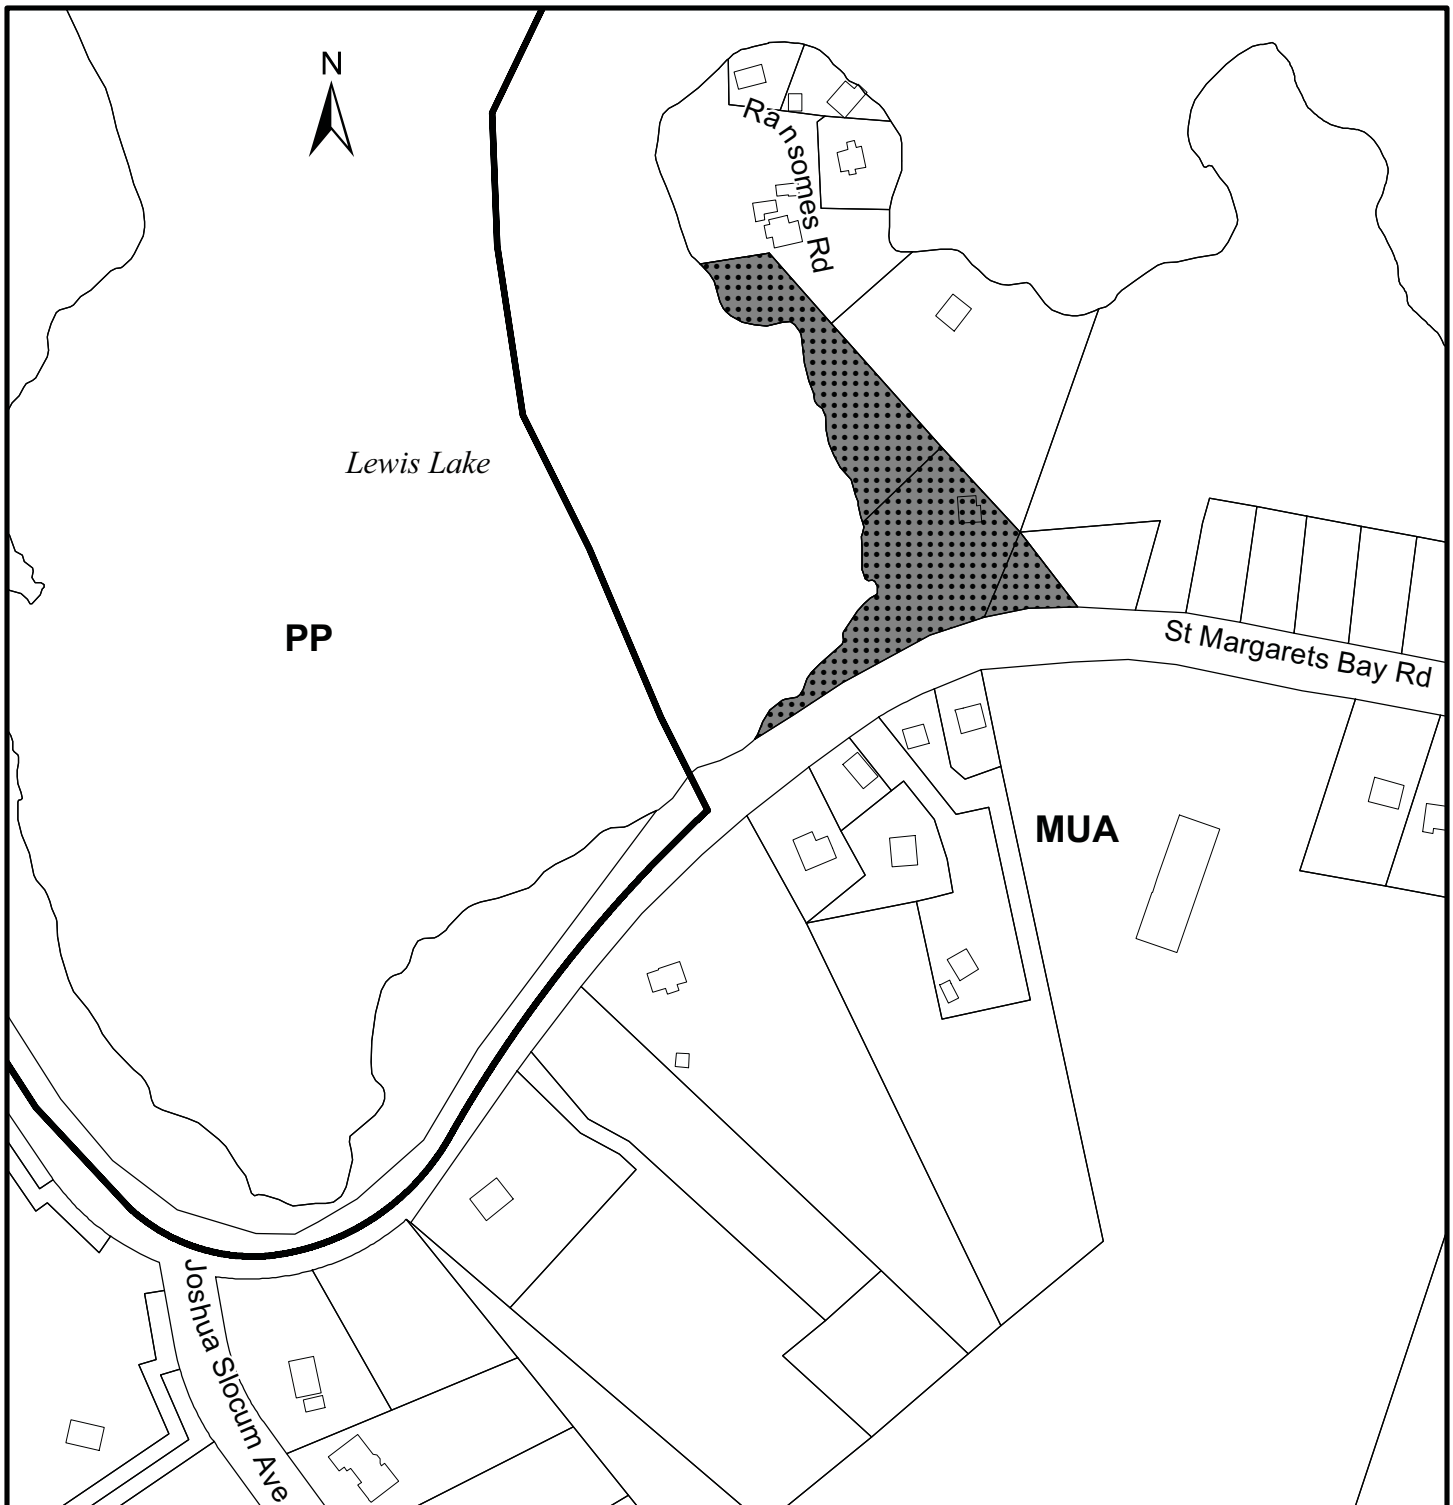 N
Ransomes Rd
Lewis Lake
PP
St Margarets Bay Rd
MUA
Joshua Slocum Ave